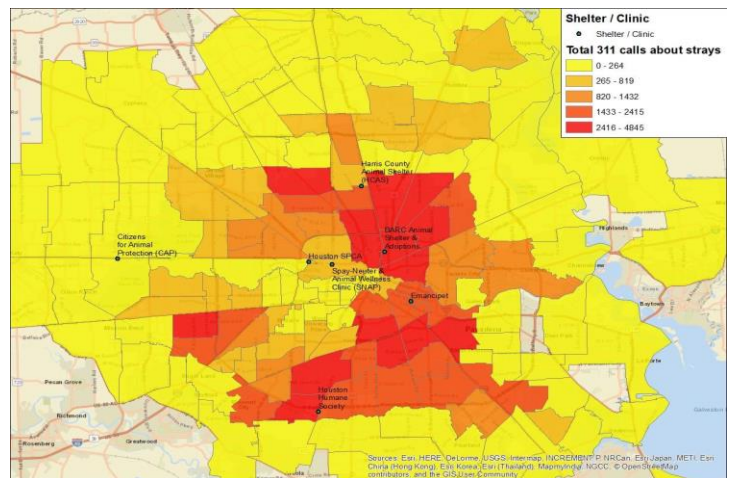 Shelter / Clinic
Shelter / Clinic
Total 311 calls about strays
0 - 264
265 - 819
820 - 1432
1433 - 2415
2416 - 4845
Harris County
Animal Shelter
(HCAS)
BARC Animal
Shelter &
Adoptions
Citizens
for Animal
Protection (CAP)
Houston SPCA
Spay-Neuter &
Animal Wellness
Clinic (SNAP)
Emancipet
Houston
Humane
Society
Highlands
Baytown
Pasadena
Pecan Grove
Richmond
Rosenberg
Greatwood
Sources: Esri, HERE, DeLorme, USGS, Intermap, INCREMENT P, NRCan, Esri Japan, METI, Esri
China (Hong Kong), Esri Korea, Esri (Thailand), MapmyIndia, NGCC, © OpenStreetMap
contributors, and the GIS User Community